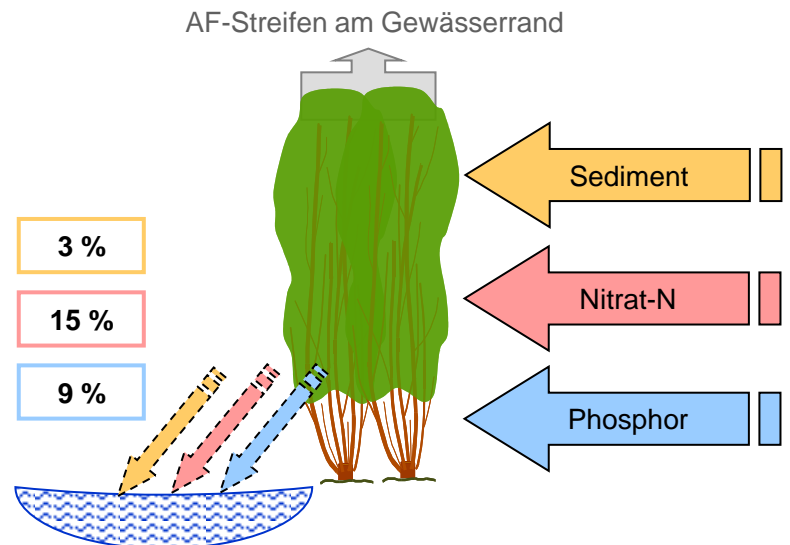 AF-Streifen am Gewässerrand
Sediment
3 %
Nitrat-N
15 %
9 %
Phosphor